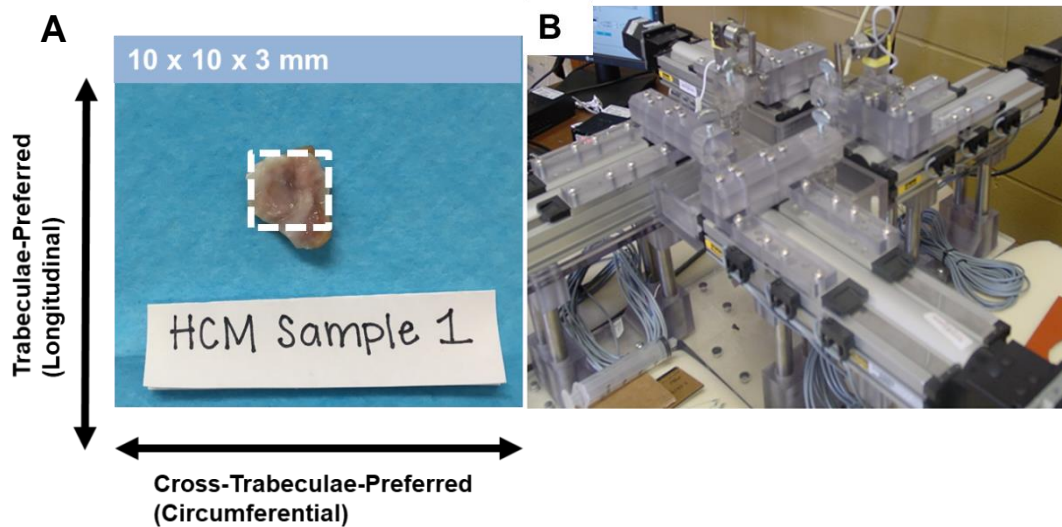 A
B
10 x 10 x 3 mm
Trabeculae-Preferred
(Longitudinal)
HCM Sample 1
Cross-Trabeculae-Preferred
(Circumferential)